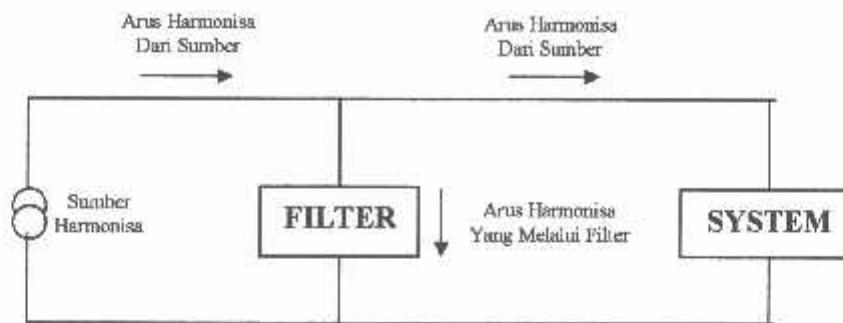 Arus Harmonisa
Dari Sumber
Arus Harmonisa
Dari Sumber
Sumber
Harmonisa
FILTER
Arus Harmonisa
Yang Melalui Filter
SYSTEM